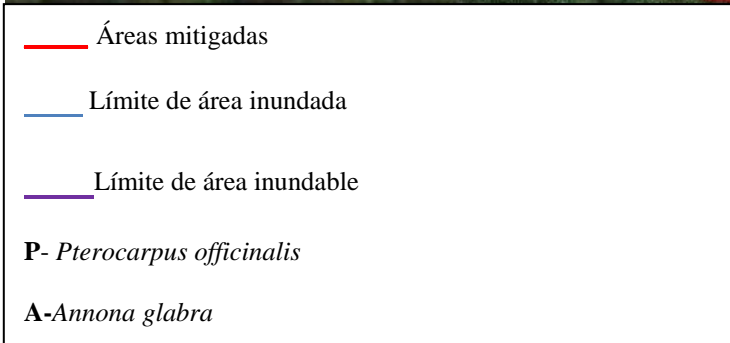 Áreas mitigadas
Límite de área inundada
Límite de área inundable
P- Pterocarpus officinalis
A-Annona glabra